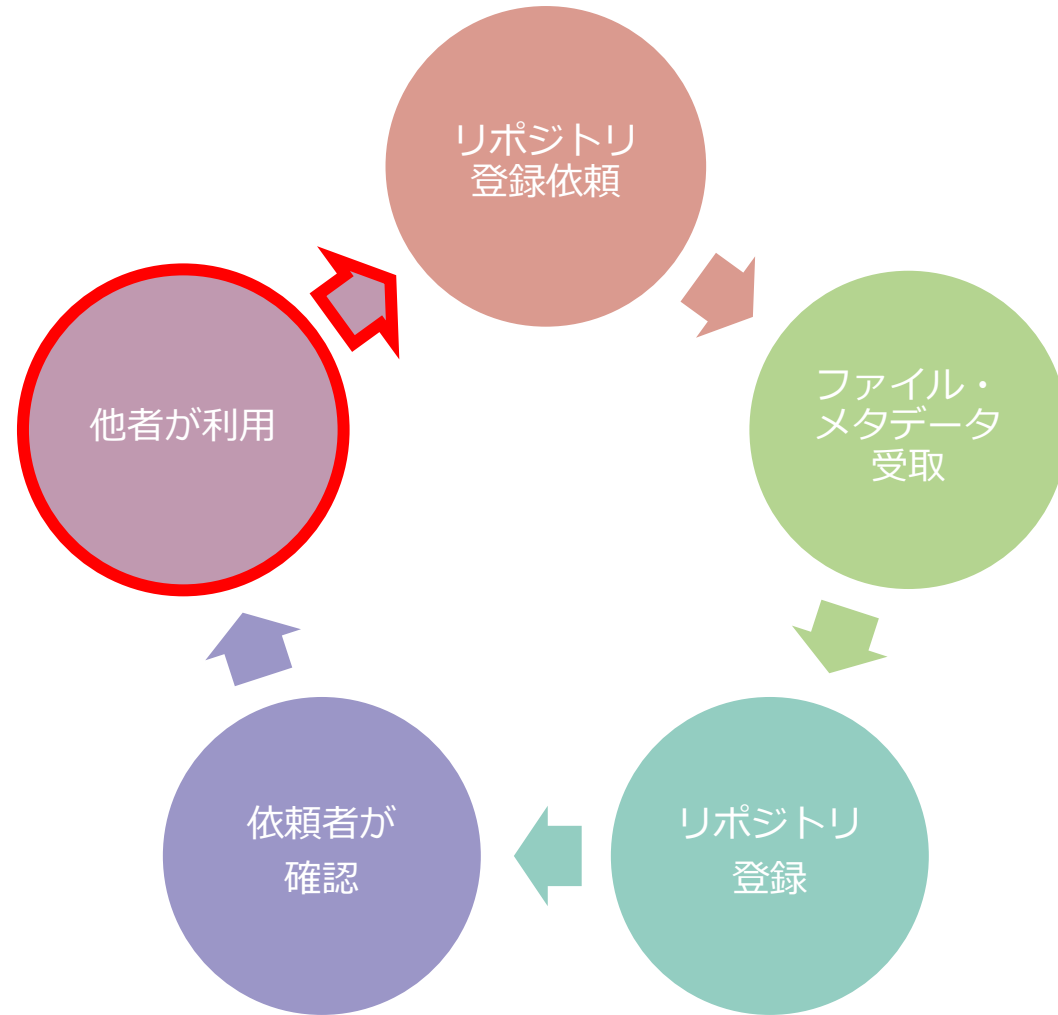 リポジトリ
登録依頼
ファイル・
メタデータ
受取
リポジトリ
登録
依頼者が
確認
他者が利用